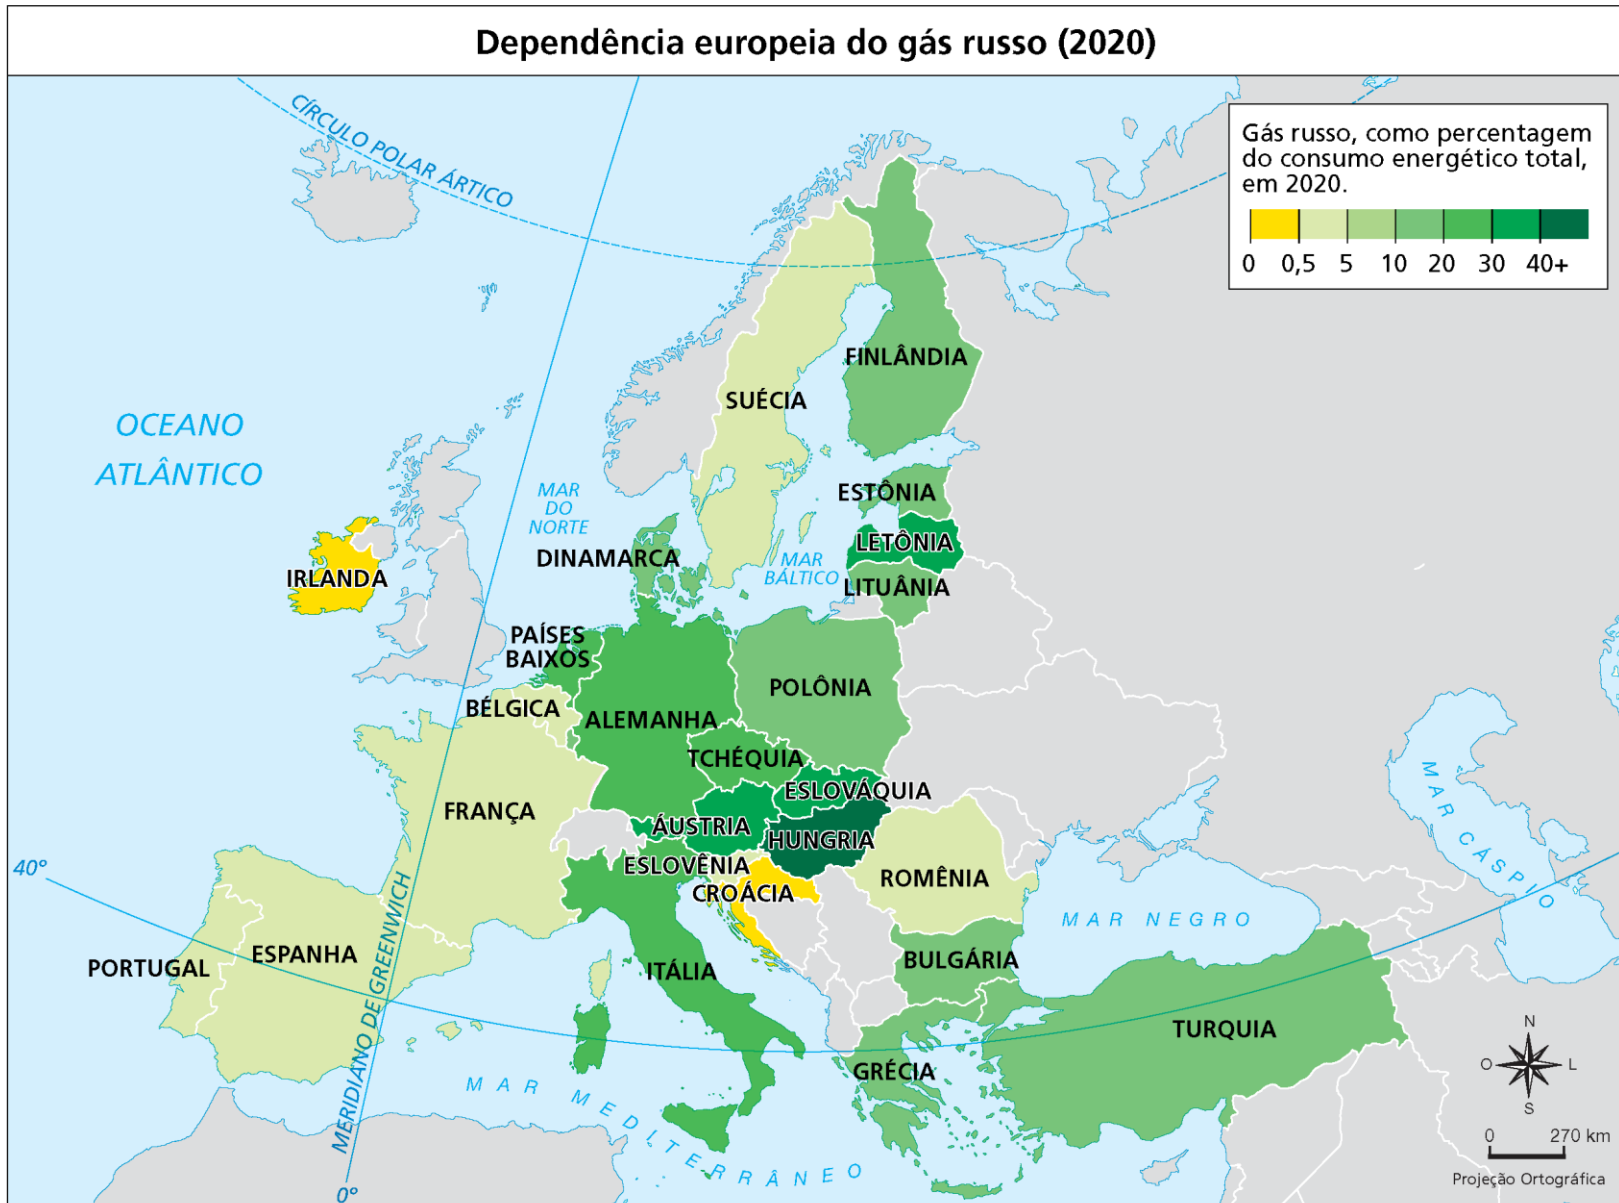 Dependência europeia do gás russo (2020)
CÍRCULO POLAR ÁRTICO
Gás russo, como percentagem
do consumo energético total,
em 2020.
0 0,5 5 10 20 30 40+
OCEANO
ATLÂNTICO
FINLÂNDIA
SUÉCIA
MAR
DO
NORTE
ESTÔNIA
DINAMARCA
LETÔNIA
MAR
BÁLTICO
IRLANDA
LITUÂNIA
PAÍSES
BAIXOS
POLÔNIA
BÉLGICA
ALEMANHA
TCHÉQUIA
ESLOVÁQUIA
FRANÇA
ÁUSTRIA
HUNGRIA
MAR CÁSPIO
40°
ESLOVÊNIA
ROMÊNIA
CROÁCIA
MAR NEGRO
ESPANHA
PORTUGAL
ITÁLIA
BULGÁRIA
MERIDIANO DE GREENWICH
TURQUIA
GRÉCIA
MAR MEDITERRÂNEO
0°
N
O
L
S
0 270 km
Projeção Ortográfica